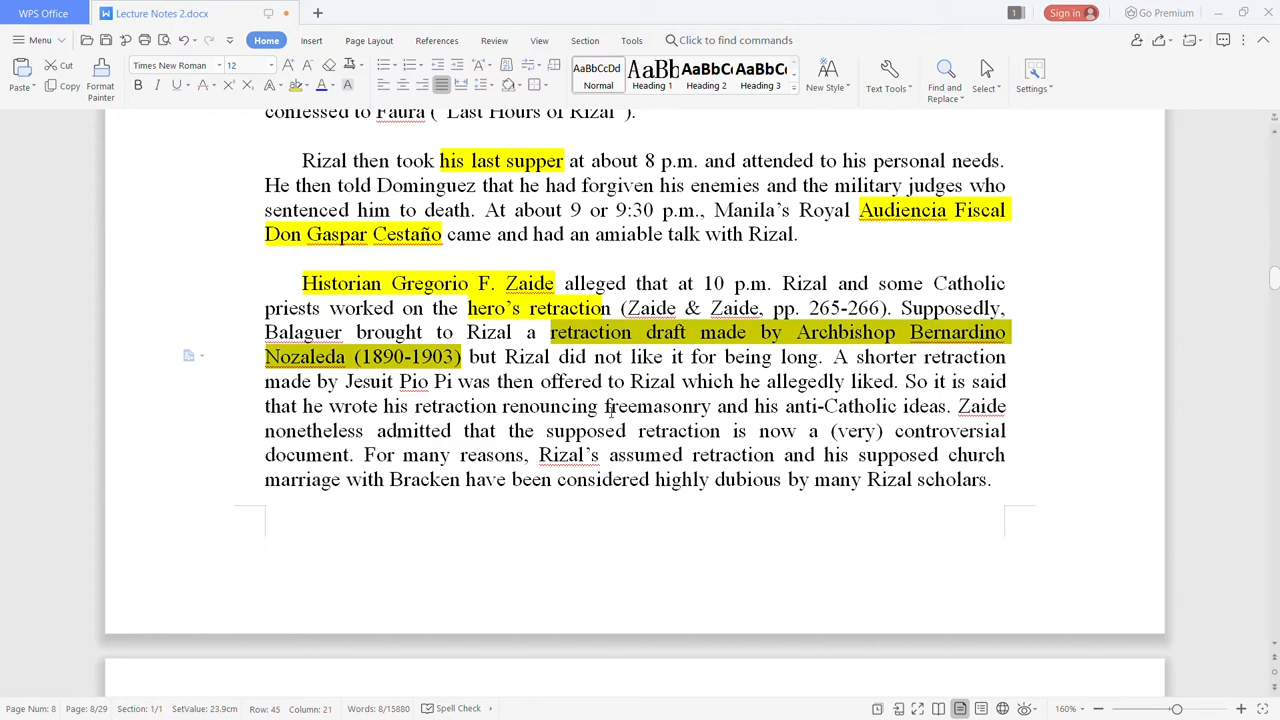 WPS Office
Lecture Notes 2.docx
1
Sign in
Go Premium
Menu
Home
Insert
Page Layout
References
Review
View
Section
Tools
Click to find commands
Paste
Cut
Copy
Format Painter
Times New Roman
12
B I U A X² X₂ A A A
AaBbCcDd
Normal
AaBb
Heading 1
AaBbC
Heading 2
AaBbC
Heading 3
New Style
Text Tools
Find and Replace
Select
Settings
confessed to Faura ("Last Hours of Rizal").
Rizal then took his last supper at about 8 p.m. and attended to his personal needs.
He then told Dominguez that he had forgiven his enemies and the military judges who
sentenced him to death. At about 9 or 9:30 p.m., Manila's Royal Audiencia Fiscal
Don Gaspar Cestaño came and had an amiable talk with Rizal.
Historian Gregorio F. Zaide alleged that at 10 p.m. Rizal and some Catholic
priests worked on the hero's retraction (Zaide & Zaide, pp. 265-266). Supposedly,
Balaguer brought to Rizal a retraction draft made by Archbishop Bernardino
Nozaleda (1890-1903) but Rizal did not like it for being long. A shorter retraction
made by Jesuit Pio Pi was then offered to Rizal which he allegedly liked. So it is said
that he wrote his retraction renouncing freemasonry and his anti-Catholic ideas. Zaide
nonetheless admitted that the supposed retraction is now a (very) controversial
document. For many reasons, Rizal's assumed retraction and his supposed church
marriage with Bracken have been considered highly dubious by many Rizal scholars.
Page Num: 8 Page: 8/29 Section: 1/1 SetValue: 23.9cm Row: 45 Column: 21 Words: 8/15880 Spell Check 160%